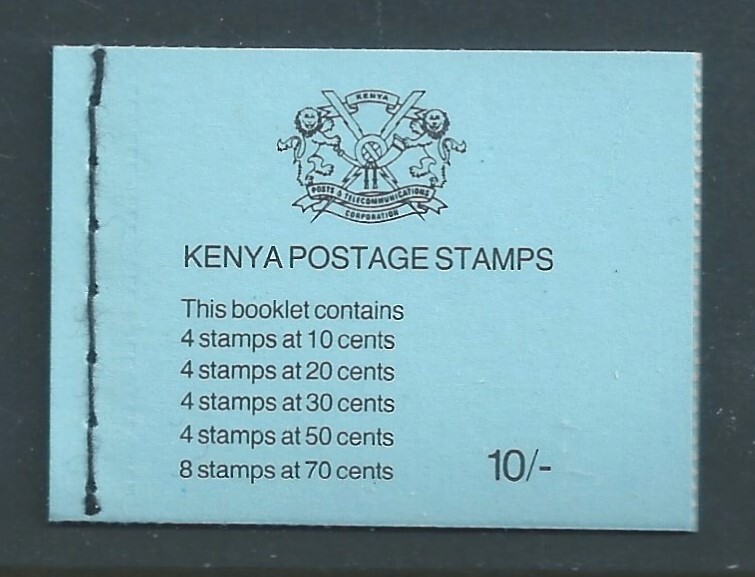 KENYA
POSTS & TELECOMMUNICATIONS
CORPORATION
KENYA POSTAGE STAMPS
This booklet contains
4 stamps at 10 cents
4 stamps at 20 cents
4 stamps at 30 cents
4 stamps at 50 cents
8 stamps at 70 cents
10/-